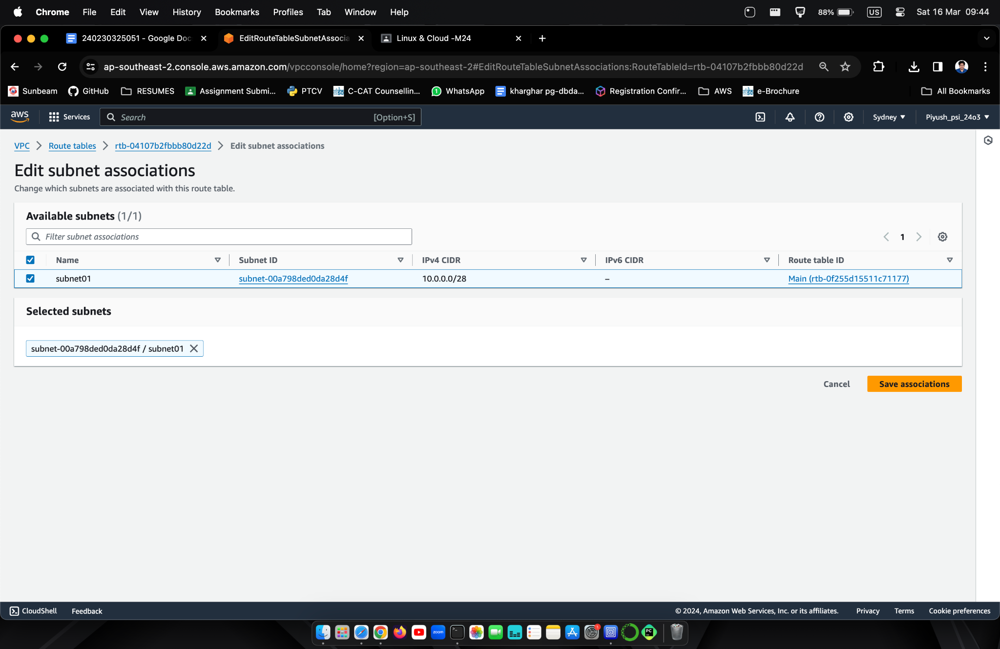 Chrome File Edit View History Bookmarks Profiles Tab Window Help 88% US Sat 16 Mar 09:44
240230325051 - Google Doc EditRouteTableSubnetAssocia Linux & Cloud -M24
ap-southeast-2.console.aws.amazon.com/vpcconsole/home?region=ap-southeast-2#EditRouteTableSubnetAssociations:RouteTableId=rtb-04107b2fbbb80d22d
Sunbeam GitHub RESUMES Assignment Submi... PTCV C-CAT Counsellin... 1 WhatsApp kharghar pg-dbda... Registration Confir... AWS e-Brochure All Bookmarks
aws Services Search [Option+S] Sydney Piyush_psi_24o3
VPC Route tables rtb-04107b2fbbb80d22d Edit subnet associations
Edit subnet associations
Change which subnets are associated with this route table.
Available subnets (1/1)
Filter subnet associations 1
Name Subnet ID IPv4 CIDR IPv6 CIDR Route table ID
subnet01 subnet-00a798ded0da28d4f 10.0.0.0/28 – Main (rtb-0f255d15511c71177)
Selected subnets
subnet-00a798ded0da28d4f / subnet01
Cancel Save associations
CloudShell Feedback © 2024, Amazon Web Services, Inc. or its affiliates. Privacy Terms Cookie preferences
zoom 1 PC